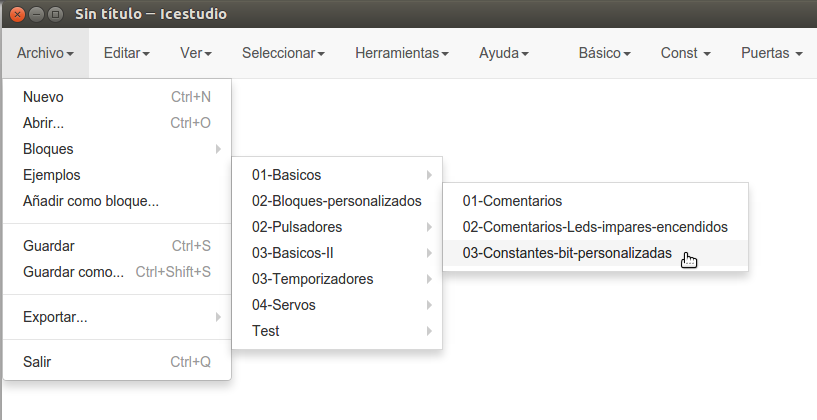 Sin título – Icestudio
Archivo Editar Ver Seleccionar Herramientas Ayuda Básico Const Puertas
Nuevo Ctrl+N
Abrir... Ctrl+O
Bloques
Ejemplos
Añadir como bloque...
Guardar Ctrl+S
Guardar como... Ctrl+Shift+S
Exportar...
Salir Ctrl+Q
01-Basicos
02-Bloques-personalizados
02-Pulsadores
03-Basicos-II
03-Temporizadores
04-Servos
Test
01-Comentarios
02-Comentarios-Leds-impares-encendidos
03-Constantes-bit-personalizadas